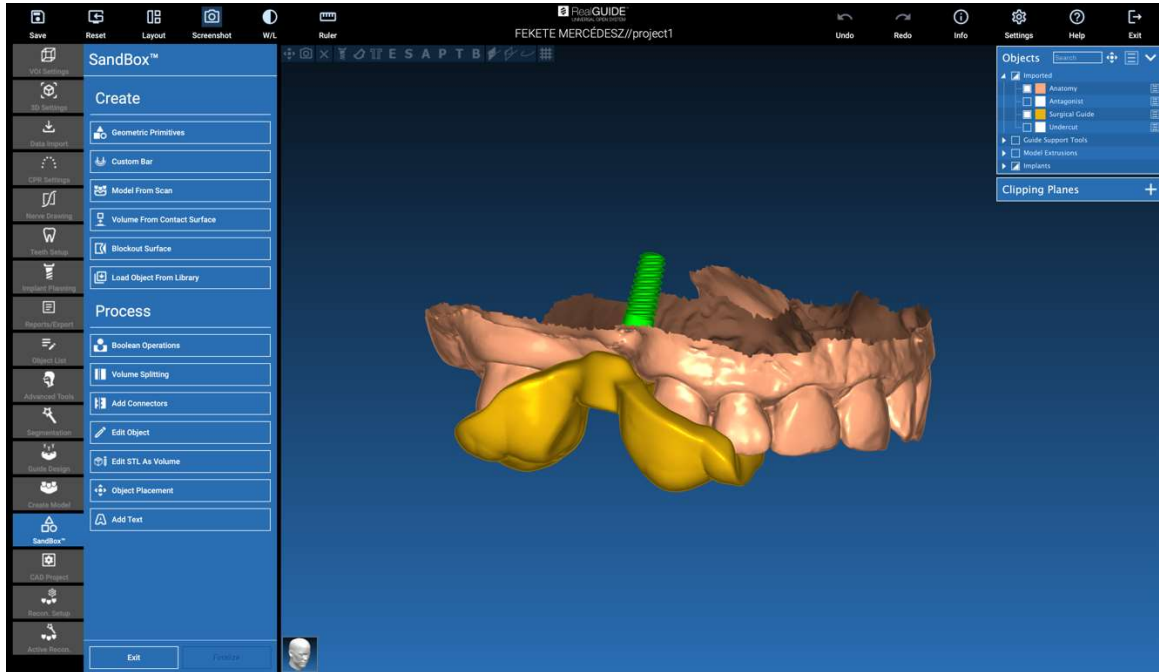 RealGUIDE
UNIVERSAL OPEN SYSTEM
Save
Reset
Layout
Screenshot
W/L
Ruler
FEKETE MERCÉDESZ//project1
Undo
Redo
Info
Settings
Help
Exit
VOI Settings
3D Settings
Data Import
CPR Settings
Nerve Drawing
Teeth Setup
Implant Planning
Reports/Export
Object List
Advanced Tools
Segmentation
Guide Design
Create Model
SandBox™
CAD Project
Recon. Setup
Active Recon.
SandBox™
Create
Geometric Primitives
Custom Bar
Model From Scan
Volume From Contact Surface
Blockout Surface
Load Object From Library
Process
Boolean Operations
Volume Splitting
Add Connectors
Edit Object
Edit STL As Volume
Object Placement
Add Text
Exit
Finalize
E S A P T B
Objects
Search
Imported
Anatomy
Antagonist
Surgical Guide
Undercut
Guide Support Tools
Model Extrusions
Implants
Clipping Planes